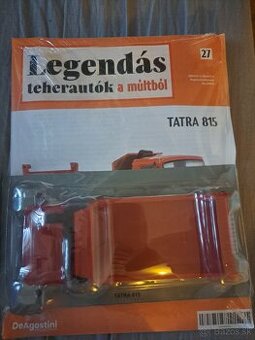 27
Legendás
teherautók a múltból
TATRA 815
TATRA 815
DeAgostini